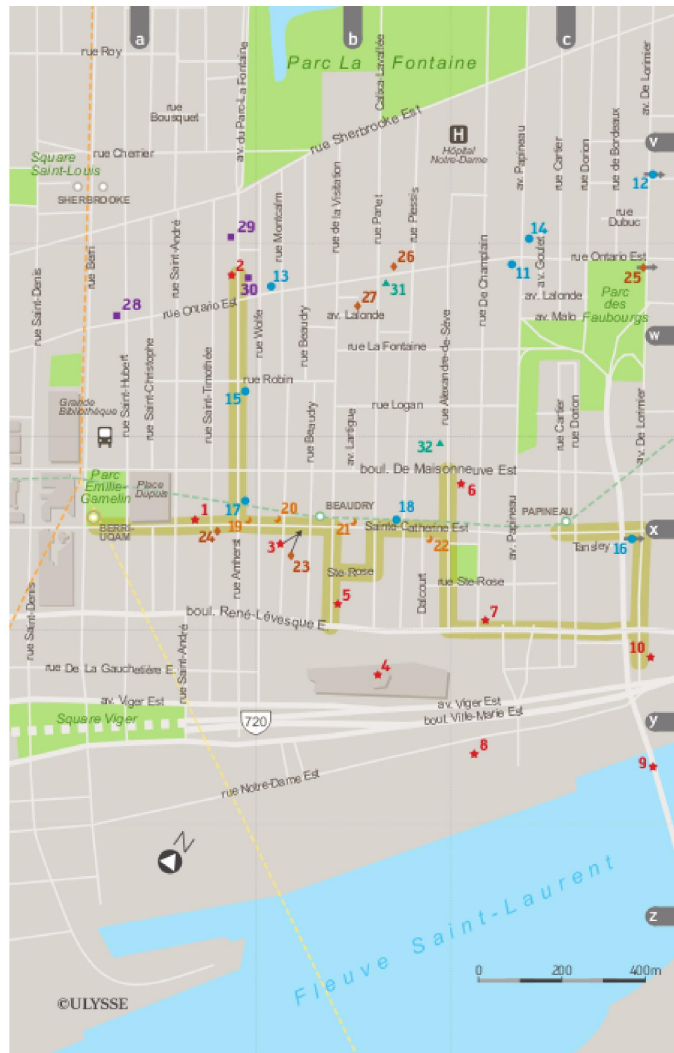 a
b
c
Parc La Fontaine
rue Roy
av. du Parc-La Fontaine
Calixa-Lavallée
av. De Lorimier
rue Bousquet
rue Sherbrooke Est
H
Hôpital Notre-Dame
v
rue Cherrier
Square Saint-Louis
SHERBROOKE
av. Papineau
rue Cartier
rue Dorion
rue de Bordeaux
12
rue Dubuc
rue Montcalm
rue de la Visitation
rue Panet
rue Plessis
29
14
rue Saint-Denis
rue Berri
rue Saint-André
2
30
13
26
31
11
av. Goulet
rue Ontario Est
25
rue De Champlain
28
rue Ontario Est
27
av. Lalonde
av. Lalonde
av. Malo
Parc des Faubourgs
w
rue Wolfe
rue Beaudry
rue La Fontaine
rue Alexandre-de-Sève
rue Saint-Hubert
rue Saint-Christophe
rue Saint-Timothée
rue Robin
15
rue Logan
Grande Bibliothèque
rue Beaudry
av. Lartigue
32
rue Cartier
rue Dorion
av. De Lorimier
boul. De Maisonneuve Est
Parc Émilie-Gamelin
Place Dupuis
6
17
20
BEAUDRY
18
PAPINEAU
1
19
21
Sainte-Catherine Est
x
BERRI-UQAM
24
3
22
av. Papineau
Tansley
16
23
rue Amherst
Ste-Rose
Dalcourt
rue Ste-Rose
5
7
boul. René-Lévesque E.
rue Saint-Denis
rue Saint-André
10
rue De La Gauchetière E.
4
av. Viger Est
av. Viger Est
Square Viger
720
boul. Ville-Marie Est
y
8
9
rue Notre-Dame Est
N
Fleuve Saint-Laurent
z
0 200 400m
©ULYSSE